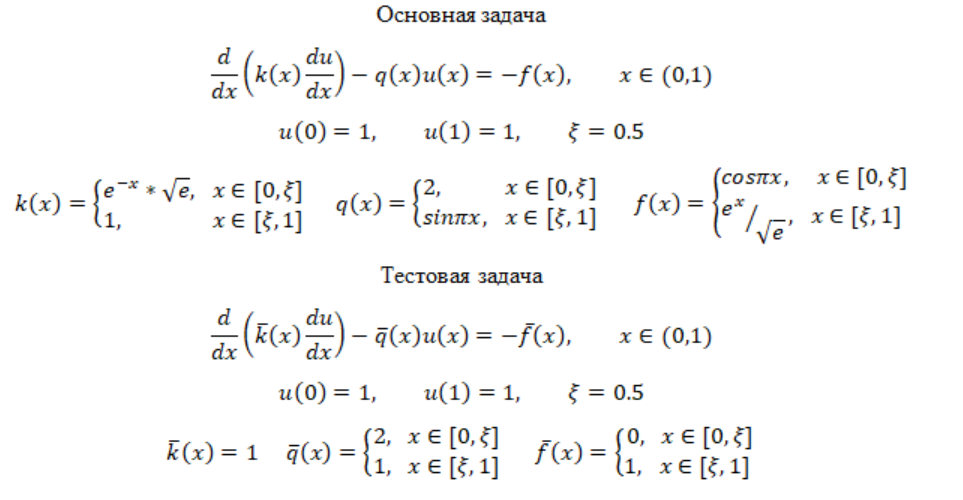 Основная задача
d/dx (k(x) du/dx) − q(x)u(x) = −f(x), x ∈ (0,1)
u(0) = 1, u(1) = 1, ξ = 0.5
k(x) = { e^{−x} * √e, x ∈ [0,ξ] ; 1, x ∈ [ξ,1] q(x) = { 2, x ∈ [0,ξ] ; sinπx, x ∈ [ξ,1] f(x) = { cosπx, x ∈ [0,ξ] ; e^x/√e, x ∈ [ξ,1]
Тестовая задача
d/dx (k̄(x) du/dx) − q̄(x)u(x) = −f̄(x), x ∈ (0,1)
u(0) = 1, u(1) = 1, ξ = 0.5
k̄(x) = 1 q̄(x) = { 2, x ∈ [0,ξ] ; 1, x ∈ [ξ,1] f̄(x) = { 0, x ∈ [0,ξ] ; 1, x ∈ [ξ,1]